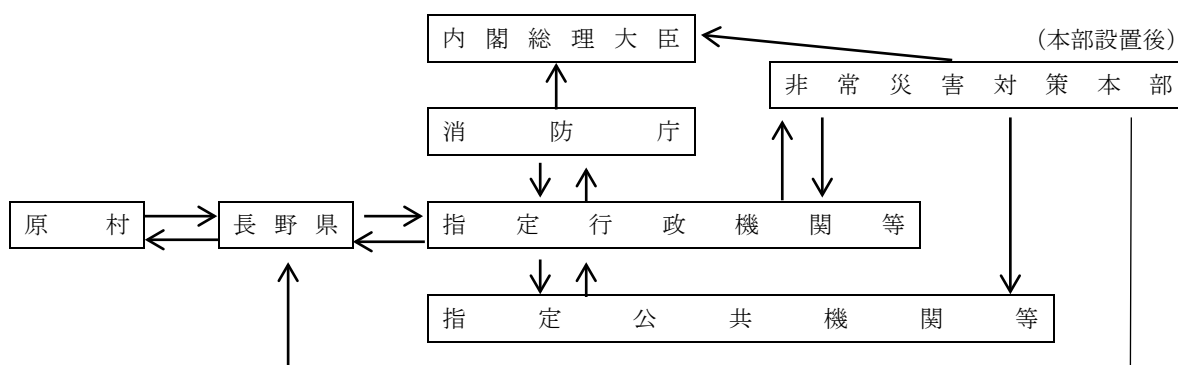 内閣総理大臣
（本部設置後）
非常災害対策本部
消防庁
原村
長野県
指定行政機関等
指定公共機関等